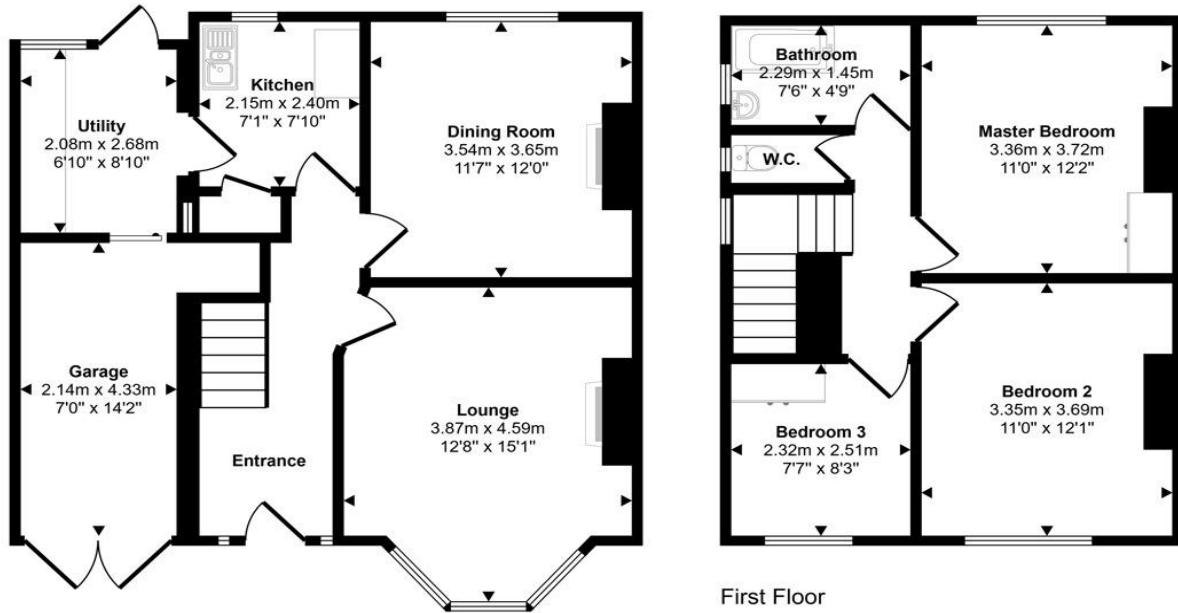 Kitchen
2.15m x 2.40m
7'1" x 7'10"
Utility
2.08m x 2.68m
6'10" x 8'10"
Dining Room
3.54m x 3.65m
11'7" x 12'0"
Garage
2.14m x 4.33m
7'0" x 14'2"
Lounge
3.87m x 4.59m
12'8" x 15'1"
Entrance
Bathroom
2.29m x 1.45m
7'6" x 4'9"
W.C.
Master Bedroom
3.36m x 3.72m
11'0" x 12'2"
Bedroom 2
3.35m x 3.69m
11'0" x 12'1"
Bedroom 3
2.32m x 2.51m
7'7" x 8'3"
First Floor